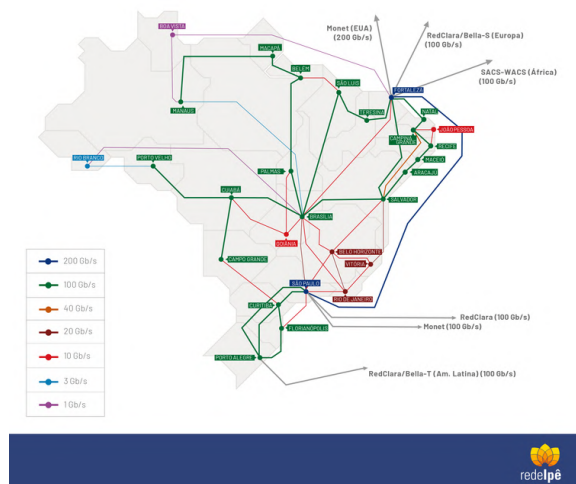 Monet (EUA)
(200 Gb/s)
RedClara/Bella-S (Europa)
(100 Gb/s)
SACS-WACS (África)
(100 Gb/s)
BOA VISTA
MACAPÁ
BELÉM
SÃO LUÍS
FORTALEZA
MANAUS
TERESINA
NATAL
CAMPINA
GRANDE
JOÃO PESSOA
RECIFE
RIO BRANCO
PORTO VELHO
MACEIÓ
PALMAS
ARACAJU
CUIABÁ
SALVADOR
BRASÍLIA
GOIÂNIA
BELO HORIZONTE
CAMPO GRANDE
VITÓRIA
SÃO PAULO
RIO DE JANEIRO
CURITIBA
FLORIANÓPOLIS
PORTO ALEGRE
RedClara (100 Gb/s)
Monet (100 Gb/s)
RedClara/Bella-T (Am. Latina) (100 Gb/s)
200 Gb/s
100 Gb/s
40 Gb/s
20 Gb/s
10 Gb/s
3 Gb/s
1 Gb/s
redeIpê